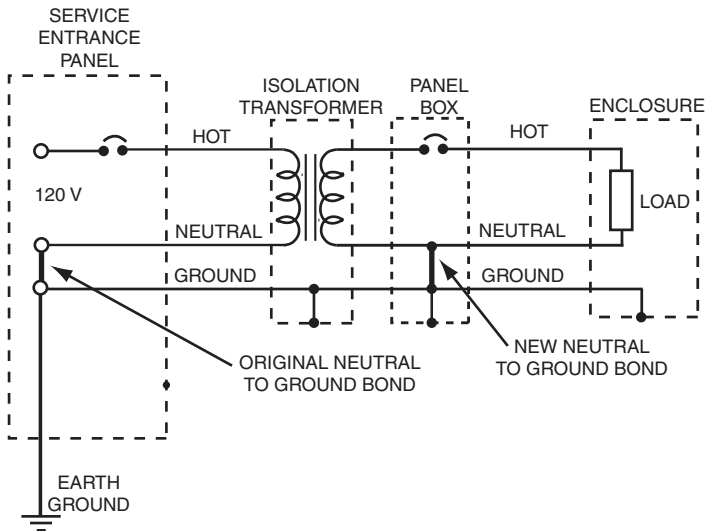 SERVICE
ENTRANCE
PANEL
ISOLATION
TRANSFORMER
PANEL
BOX
ENCLOSURE
HOT
HOT
120 V
LOAD
NEUTRAL
NEUTRAL
GROUND
GROUND
ORIGINAL NEUTRAL
TO GROUND BOND
NEW NEUTRAL
TO GROUND BOND
EARTH
GROUND